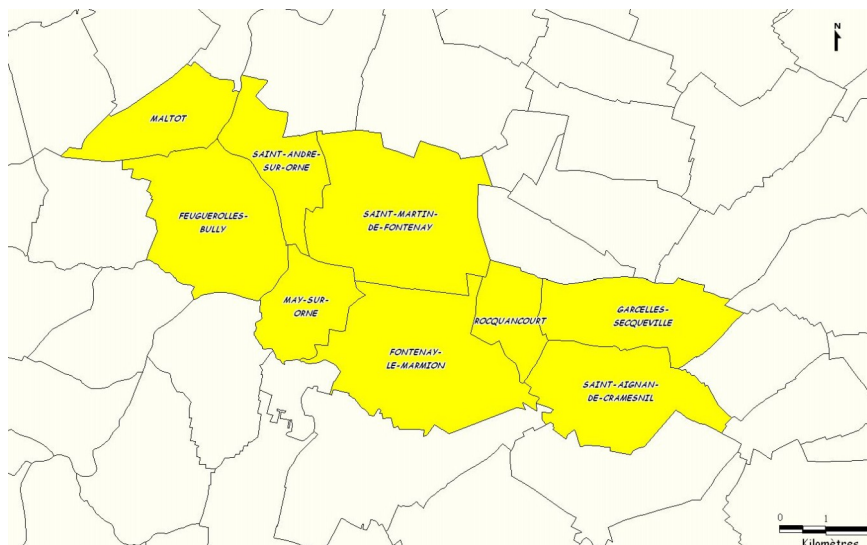 N
MALTOT
SAINT-ANDRE-
SUR-ORNE
FEUGUEROLLES-
BULLY
SAINT-MARTIN-
DE-FONTENAY
MAY-SUR-
ORNE
ROCQUANCOURT
GARCELLES-
SECQUEVILLE
FONTENAY-
LE-MARMION
SAINT-AIGNAN-
DE-CRAMESNIL
0 1
Kilomètres